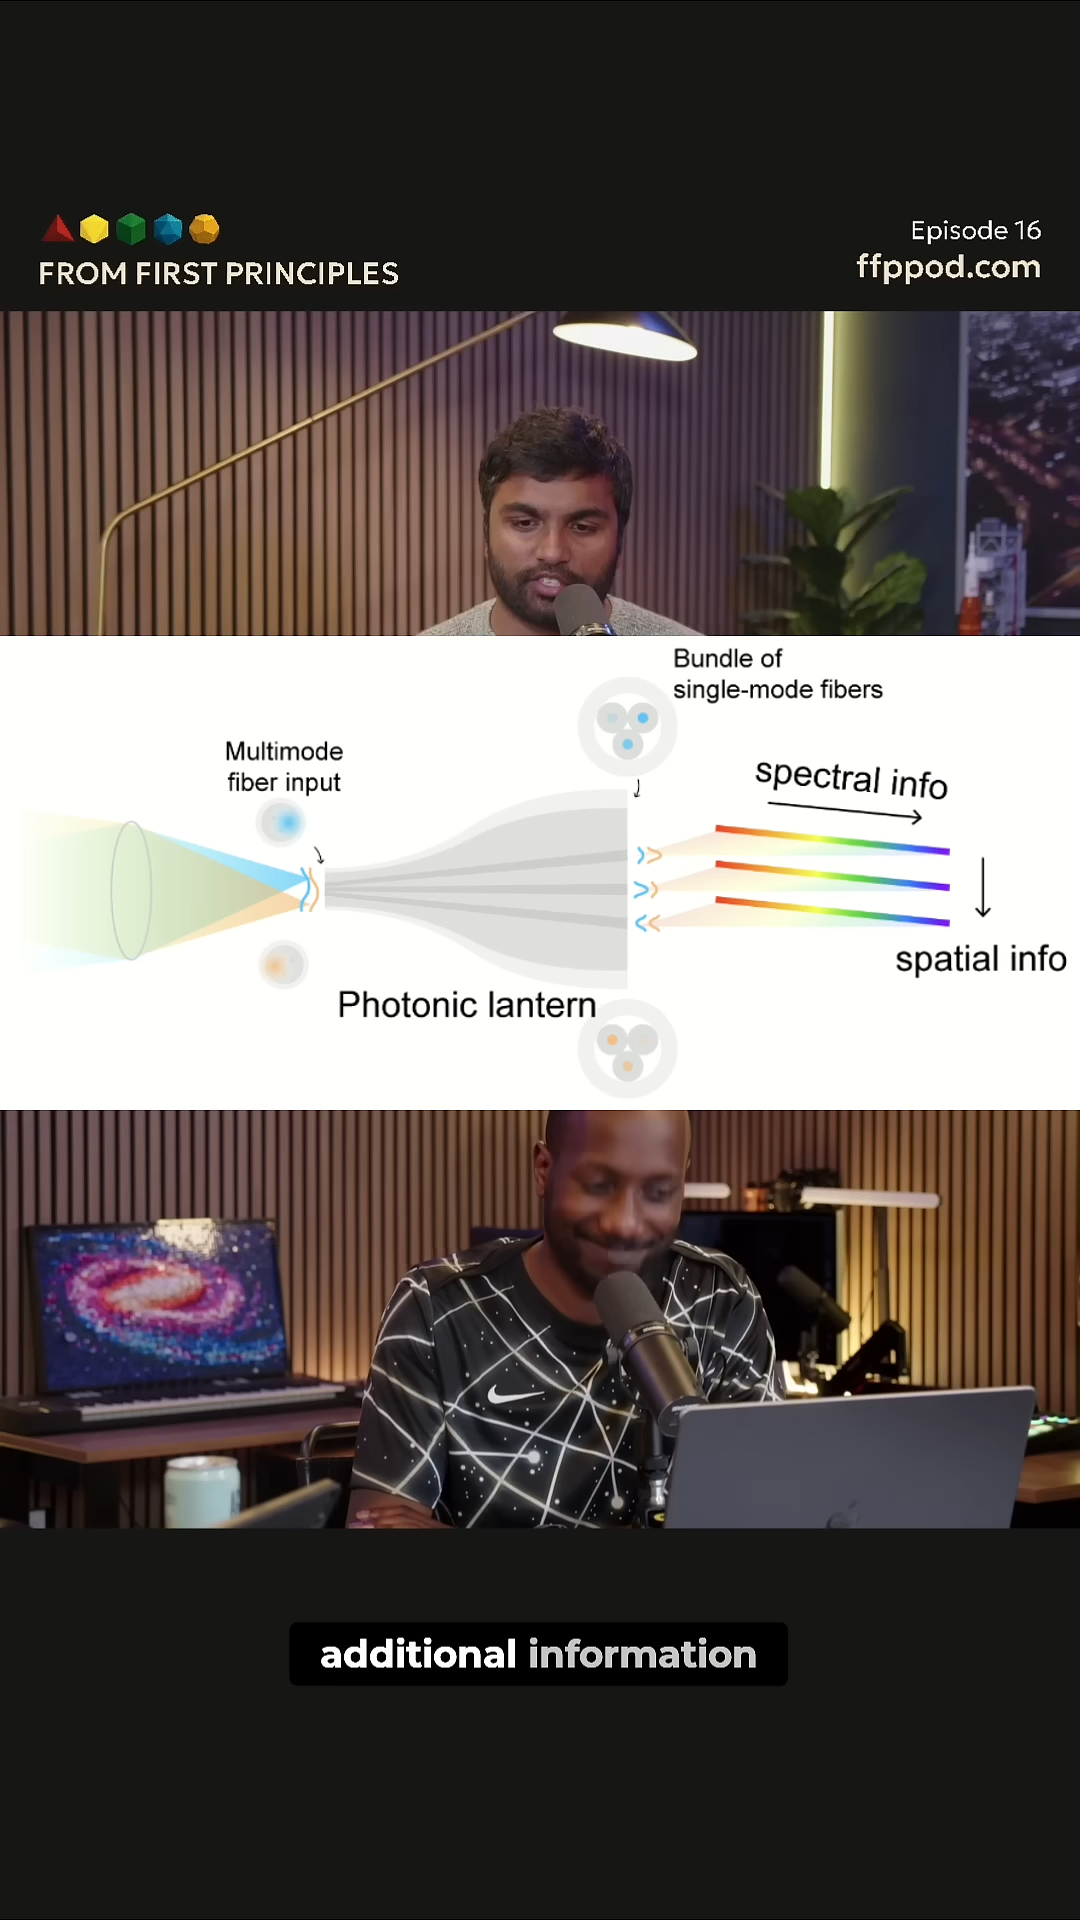 FROM FIRST PRINCIPLES
Episode 16
ffppod.com
Bundle of
single-mode fibers
Multimode
fiber input
spectral info
spatial info
Photonic lantern
additional information